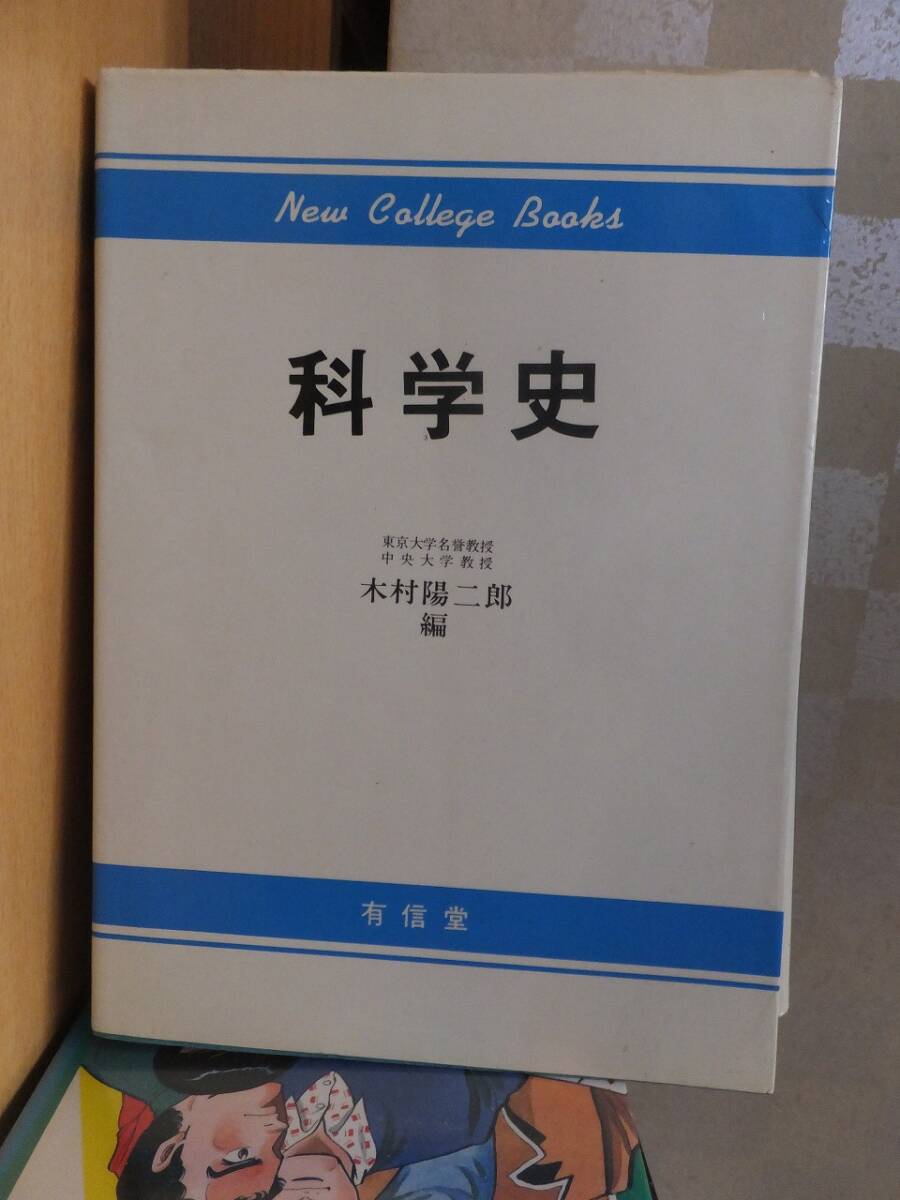 New College Books
科学史
東京大学名誉教授
中央大学教授
木村陽二郎
編
有信堂